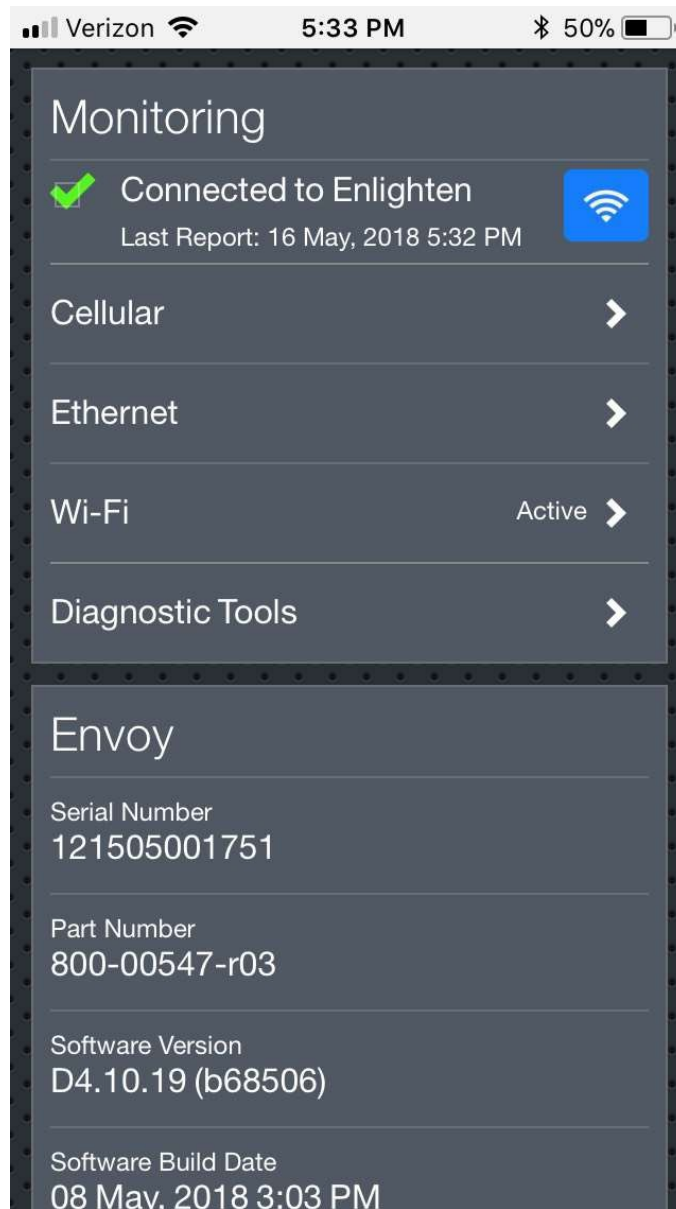 Verizon 5:33 PM 50%
Monitoring
Connected to Enlighten
Last Report: 16 May, 2018 5:32 PM
Cellular
Ethernet
Wi-Fi Active
Diagnostic Tools
Envoy
Serial Number
121505001751
Part Number
800-00547-r03
Software Version
D4.10.19 (b68506)
Software Build Date
08 May, 2018 3:03 PM